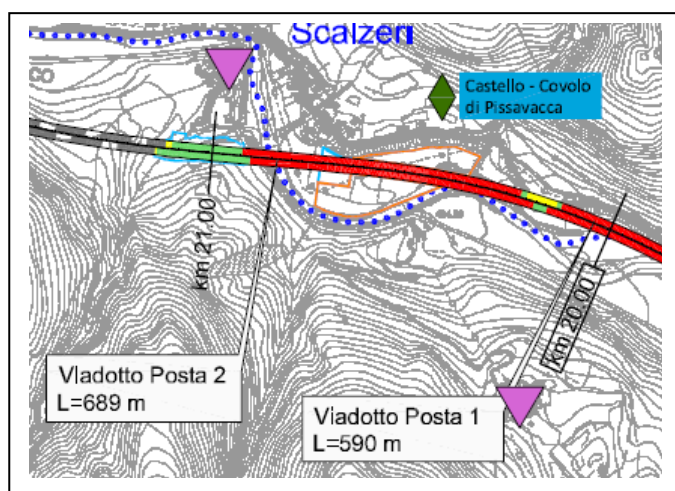 Scalzeri
Castello - Covolo
di Pissavacca
km 21.00
km 20.00
Viadotto Posta 2
L=689 m
Viadotto Posta 1
L=590 m